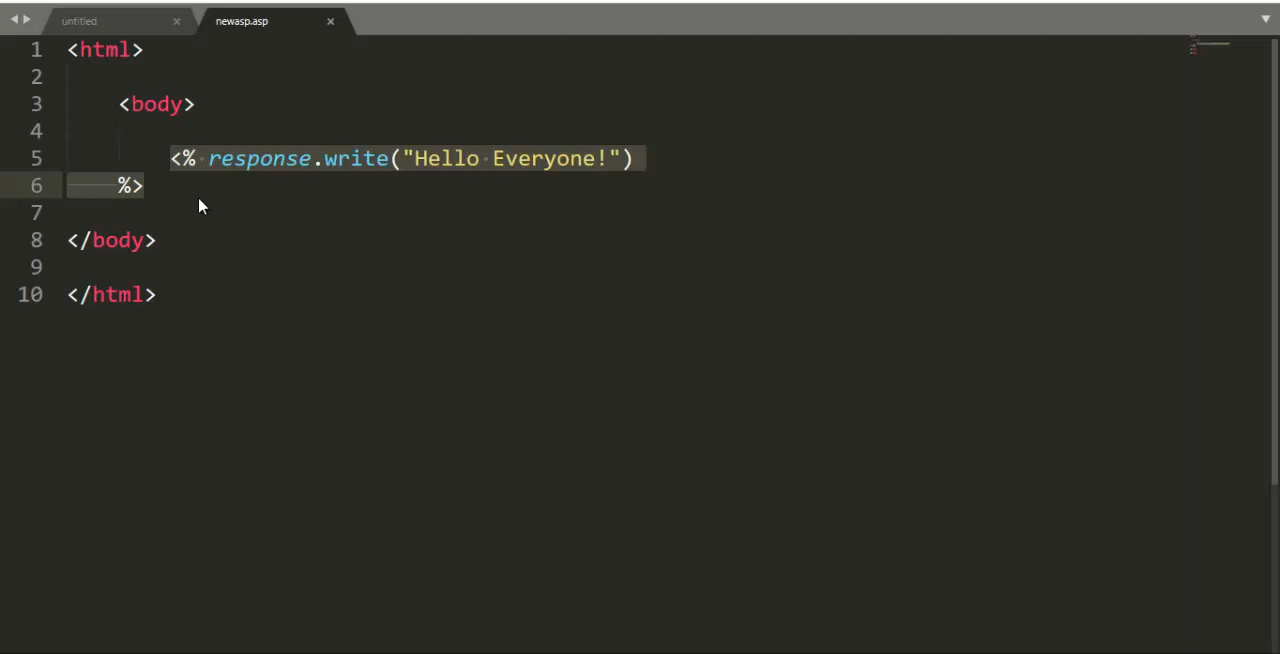 untitled × newasp.asp ×
1 <html>
2
3 <body>
4
5 <% response.write("Hello Everyone!")
6 %>
7
8 </body>
9
10 </html>